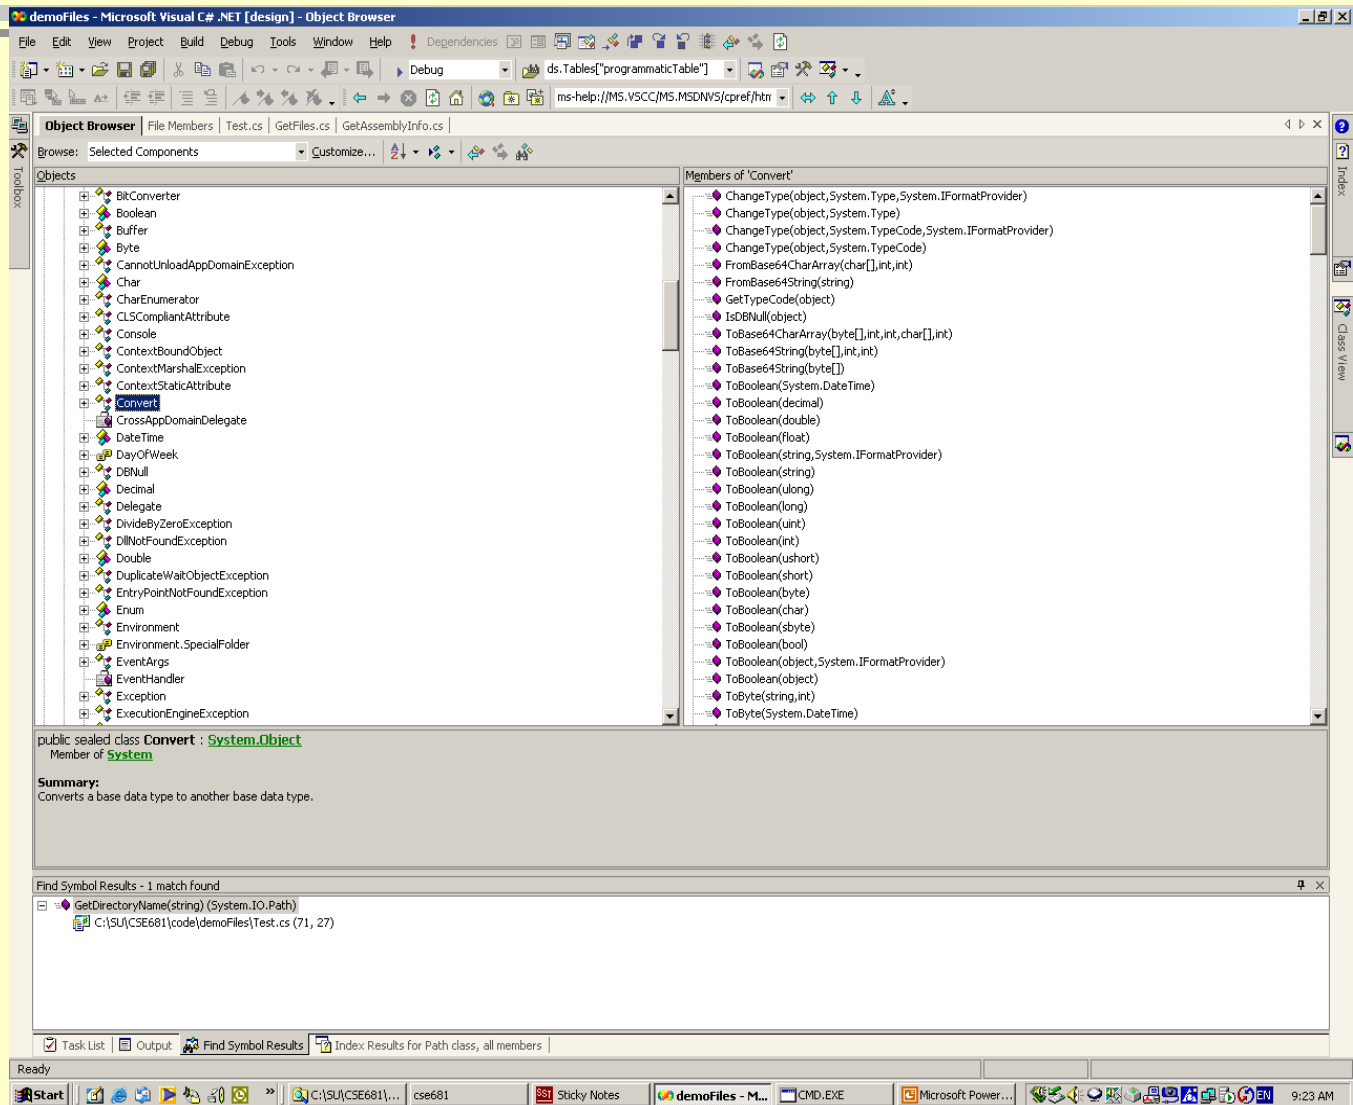 demoFiles - Microsoft Visual C# .NET [design] - Object Browser
File Edit View Project Build Debug Tools Window Help Dependencies
Debug ds.Tables["programmaticTable"]
ms-help://MS.VSCC/MS.MSDNVS/cpref/htm
Object Browser File Members Test.cs GetFiles.cs GetAssemblyInfo.cs
Browse: Selected Components Customize...
Toolbox
Objects
BitConverter
Boolean
Buffer
Byte
CannotUnloadAppDomainException
Char
CharEnumerator
CLSCompliantAttribute
Console
ContextBoundObject
ContextMarshalException
ContextStaticAttribute
Convert
CrossAppDomainDelegate
DateTime
DayOfWeek
DBNull
Decimal
Delegate
DivideByZeroException
DllNotFoundException
Double
DuplicateWaitObjectException
EntryPointNotFoundException
Enum
Environment
Environment.SpecialFolder
EventArgs
EventHandler
Exception
ExecutionEngineException
Members of 'Convert'
ChangeType(object,System.Type,System.IFormatProvider)
ChangeType(object,System.Type)
ChangeType(object,System.TypeCode,System.IFormatProvider)
ChangeType(object,System.TypeCode)
FromBase64CharArray(char[],int,int)
FromBase64String(string)
GetTypeCode(object)
IsDBNull(object)
ToBase64CharArray(byte[],int,int,char[],int)
ToBase64String(byte[],int,int)
ToBase64String(byte[])
ToBoolean(System.DateTime)
ToBoolean(decimal)
ToBoolean(double)
ToBoolean(float)
ToBoolean(string,System.IFormatProvider)
ToBoolean(string)
ToBoolean(ulong)
ToBoolean(long)
ToBoolean(uint)
ToBoolean(int)
ToBoolean(ushort)
ToBoolean(short)
ToBoolean(byte)
ToBoolean(char)
ToBoolean(sbyte)
ToBoolean(bool)
ToBoolean(object,System.IFormatProvider)
ToBoolean(object)
ToByte(string,int)
ToByte(System.DateTime)
Index
Class View
public sealed class Convert : System.Object
Member of System
Summary:
Converts a base data type to another base data type.
Find Symbol Results - 1 match found
GetDirectoryName(string) (System.IO.Path)
C:\SU\CSE681\code\demoFiles\Test.cs (71, 27)
Task List Output Find Symbol Results Index Results for Path class, all members
Ready
Start C:\SU\CSE681\... cse681 SST Sticky Notes demoFiles - M... CMD.EXE Microsoft Power... EN 9:23 AM